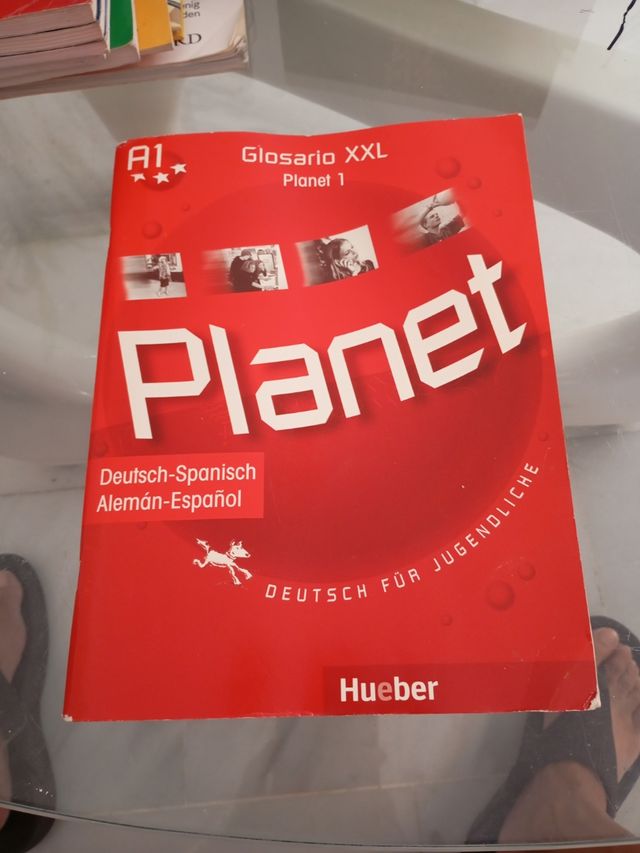 A1
Glosario XXL
Planet 1
Planet
Deutsch-Spanisch
Alemán-Español
DEUTSCH FÜR JUGENDLICHE
Hueber